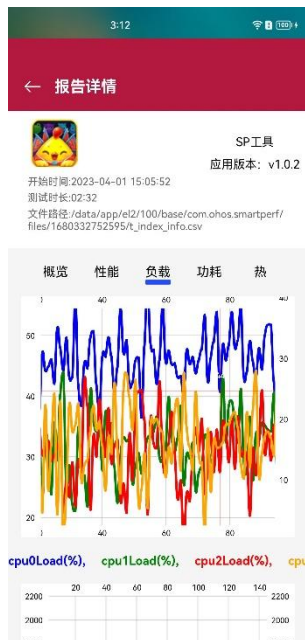 3:12
100
报告详情
SP工具
应用版本：v1.0.2
开始时间:2023-04-01 15:05:52
测试时长:02:32
文件路径:/data/app/el2/100/base/com.ohos.smartperf/
files/1680332752595/t_index_info.csv
概览 性能 负载 功耗 热
40 60 80 40
50
30
40
20
30
10
20
40 60 80
cpu0Load(%), cpu1Load(%), cpu2Load(%), cpu
20 40 60 80 100 120 140
2200 2200
2000 2000